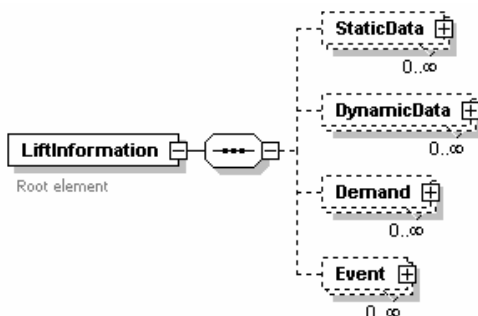 StaticData
0..∞
DynamicData
0..∞
LiftInformation
Root element
Demand
0..∞
Event
0..∞